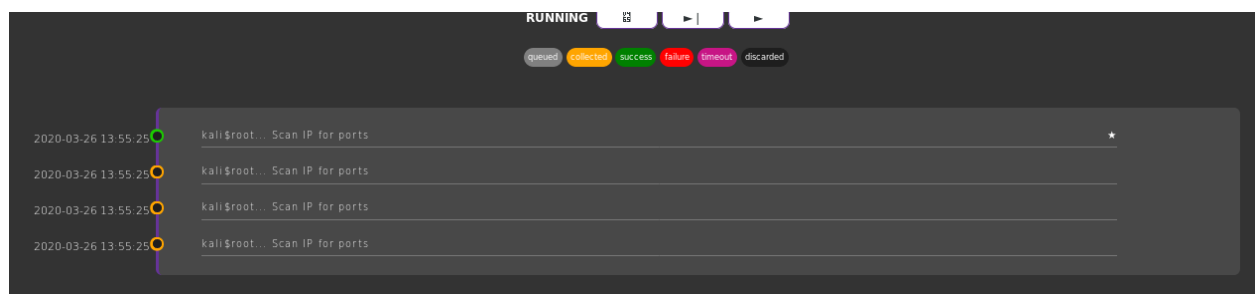 RUNNING
queued collected success failure timeout discarded
2020-03-26 13:55:25 kali$root... Scan IP for ports ★
2020-03-26 13:55:25 kali$root... Scan IP for ports
2020-03-26 13:55:25 kali$root... Scan IP for ports
2020-03-26 13:55:25 kali$root... Scan IP for ports